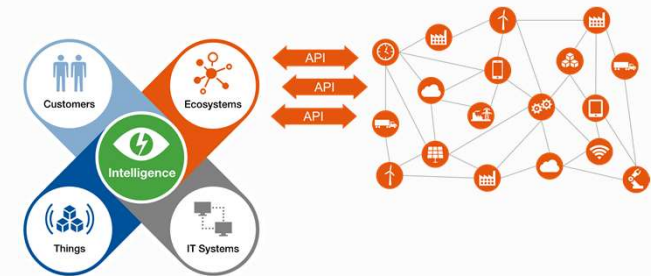 Customers
Ecosystems
Intelligence
Things
IT Systems
API
API
API